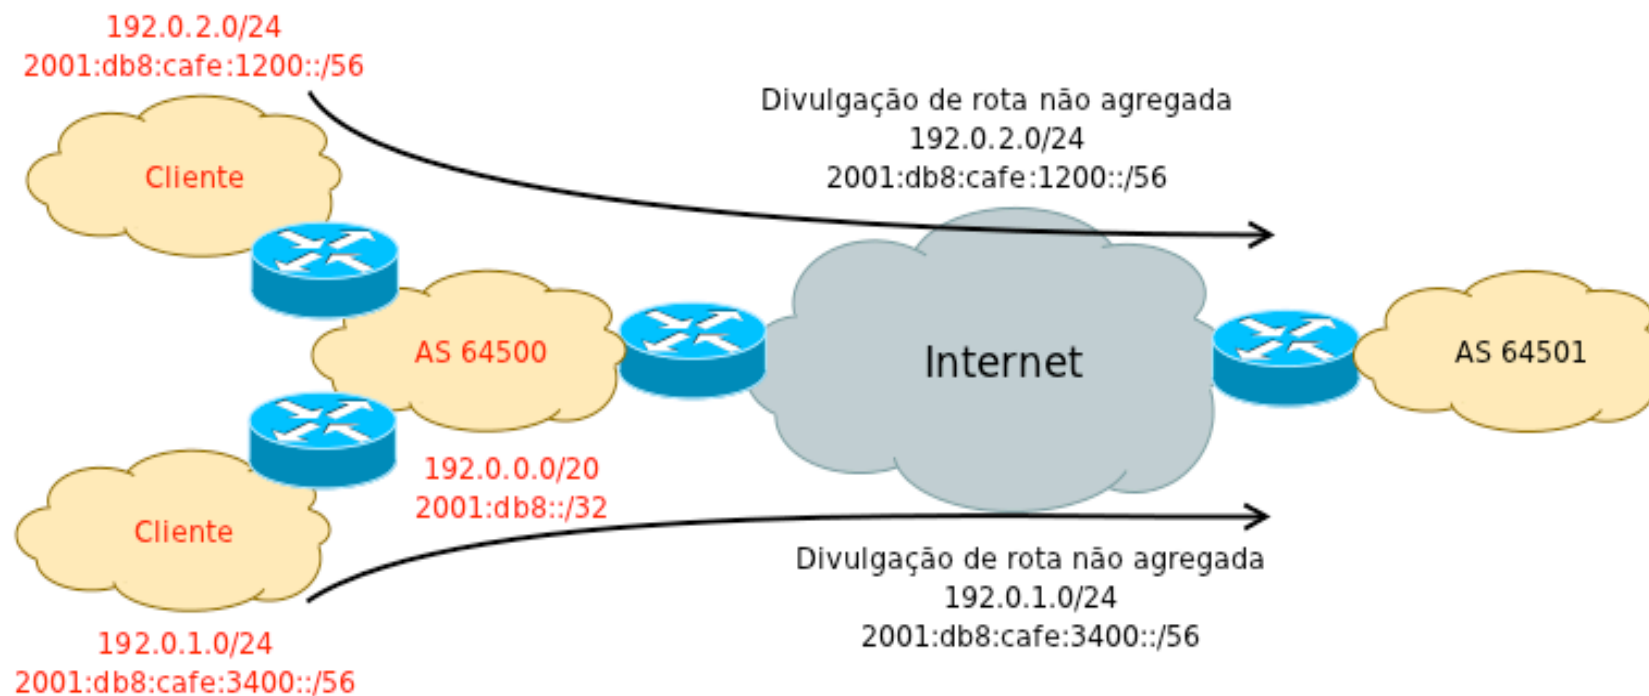 192.0.2.0/24
2001:db8:cafe:1200::/56
Cliente
Divulgação de rota não agregada
192.0.2.0/24
2001:db8:cafe:1200::/56
AS 64500
Internet
AS 64501
192.0.0.0/20
2001:db8::/32
Cliente
192.0.1.0/24
2001:db8:cafe:3400::/56
Divulgação de rota não agregada
192.0.1.0/24
2001:db8:cafe:3400::/56